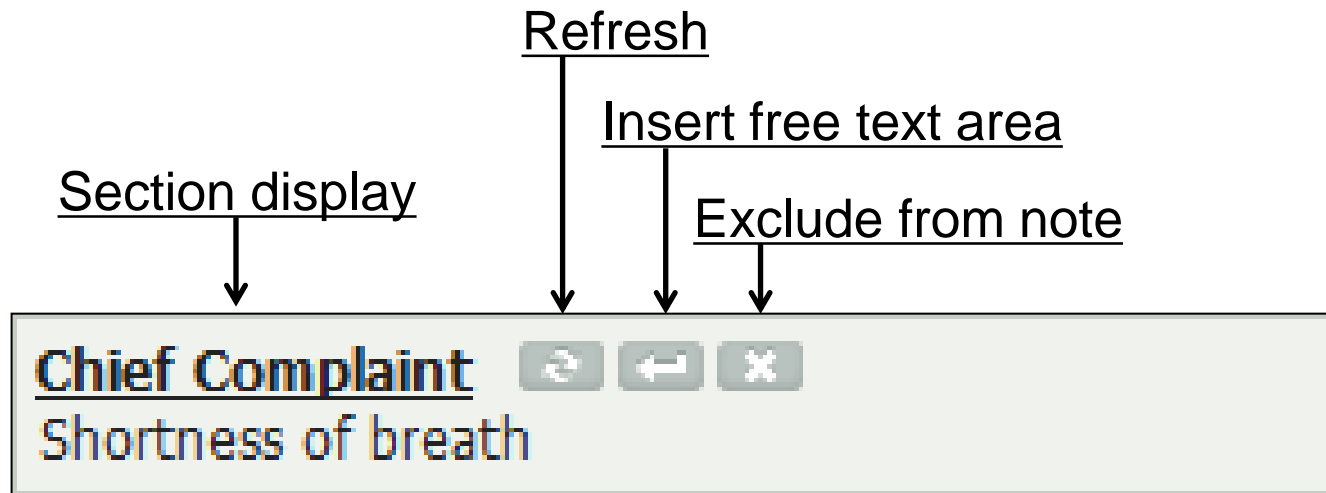 Refresh
Insert free text area
Section display
Exclude from note
Chief Complaint
Shortness of breath